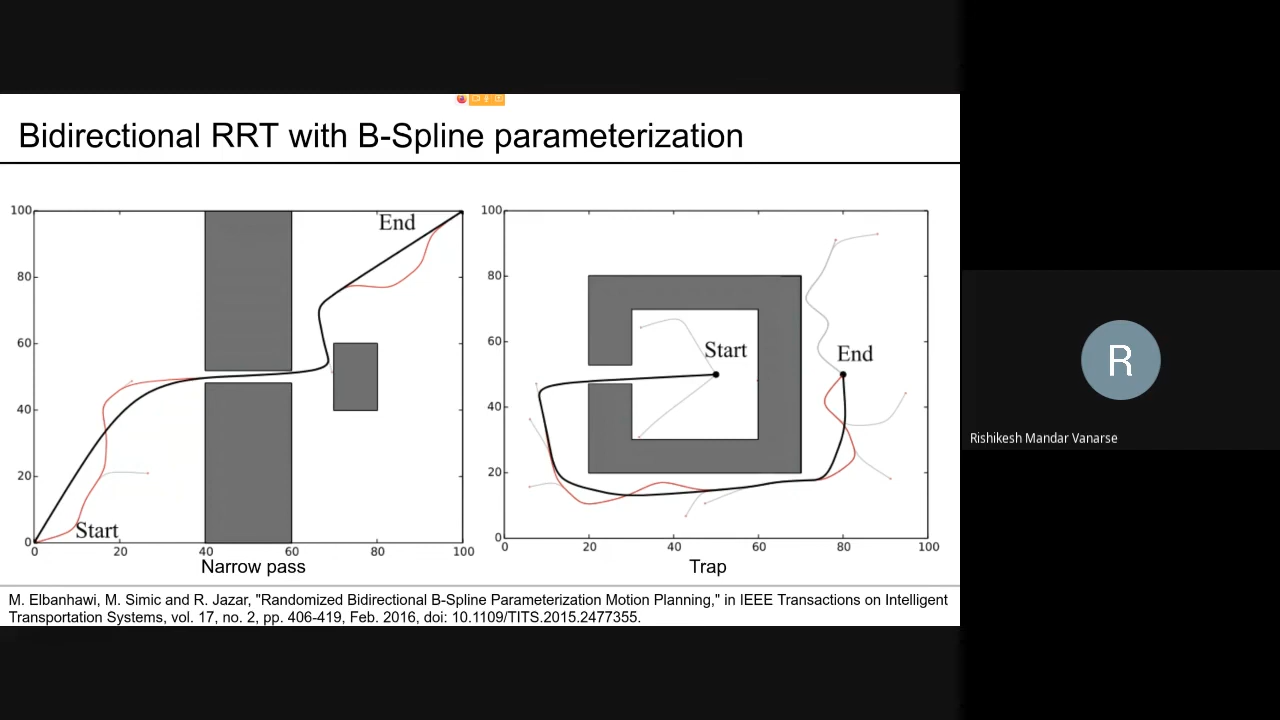 Bidirectional RRT with B-Spline parameterization
100
80
60
40
20
0
0 20 40 60 80 100
End
Start
Narrow pass
100
80
60
40
20
0
0 20 40 60 80 100
Start
End
Trap
M. Elbanhawi, M. Simic and R. Jazar, "Randomized Bidirectional B-Spline Parameterization Motion Planning," in IEEE Transactions on Intelligent
Transportation Systems, vol. 17, no. 2, pp. 406-419, Feb. 2016, doi: 10.1109/TITS.2015.2477355.
R
Rishikesh Mandar Vanarse